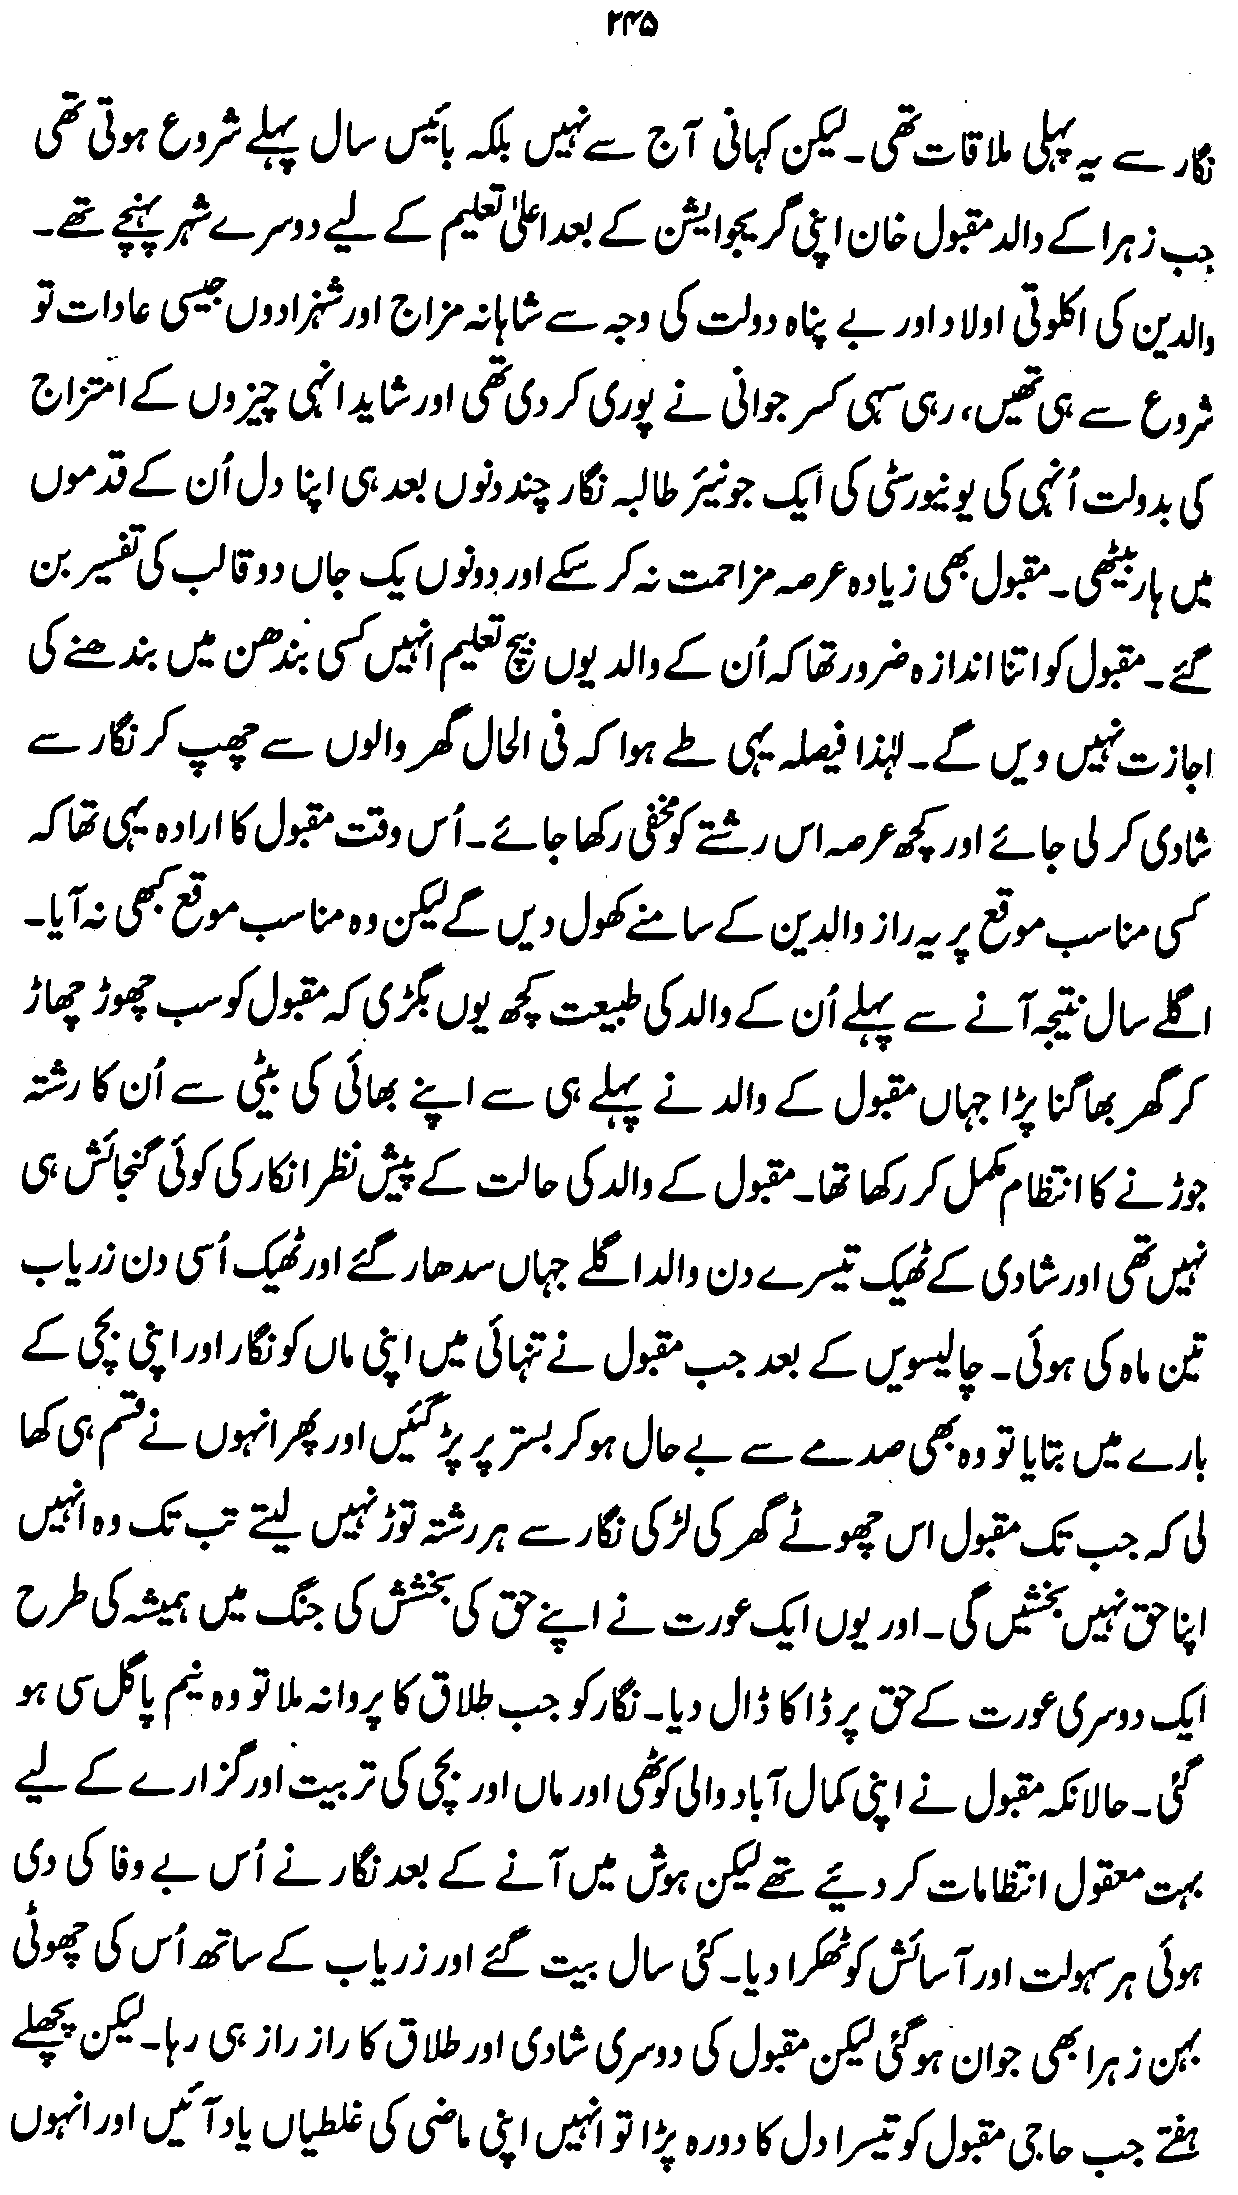 ۲۴۵
نگار سے یہ پہلی ملاقات تھی۔ لیکن کہانی آج سے نہیں بلکہ بائیس سال پہلے شروع ہوتی تھی
جب زہرا کے والد مقبول خان اپنی گریجوایشن کے بعد اعلیٰ تعلیم کے لیے دوسرے شہر پہنچے تھے۔
والدین کی اکلوتی اولاد اور بے پناہ دولت کی وجہ سے شاہانہ مزاج اور شہزادوں جیسی عادات تو
شروع سے ہی تھیں، رہی سہی کسر جوانی نے پوری کر دی تھی اور شاید انہی چیزوں کے امتزاج
کی بدولت اُنہی کی یونیورسٹی کی ایک جونیئر طالبہ نگار چند دنوں بعد ہی اپنا دل اُن کے قدموں
میں ہار بیٹھی۔ مقبول بھی زیادہ عرصہ مزاحمت نہ کر سکے اور دونوں یک جاں دو قالب کی تفسیر بن
گئے۔ مقبول کو اتنا اندازہ ضرور تھا کہ اُن کے والد یوں بیچ تعلیم انہیں کسی بندھن میں بندھنے کی
اجازت نہیں دیں گے۔ لہٰذا فیصلہ یہی طے ہوا کہ فی الحال گھر والوں سے چھپ کر نگار سے
شادی کر لی جائے اور کچھ عرصہ اس رشتے کو مخفی رکھا جائے۔ اُس وقت مقبول کا ارادہ یہی تھا کہ
کسی مناسب موقع پر یہ راز والدین کے سامنے کھول دیں گے لیکن وہ مناسب موقع کبھی نہ آیا۔
اگلے سال نتیجہ آنے سے پہلے اُن کے والد کی طبیعت کچھ یوں بگڑی کہ مقبول کو سب چھوڑ چھاڑ
کر گھر بھاگنا پڑا جہاں مقبول کے والد نے پہلے ہی سے اپنے بھائی کی بیٹی سے اُن کا رشتہ
جوڑنے کا انتظام مکمل کر رکھا تھا۔ مقبول کے والد کی حالت کے پیش نظر انکار کی کوئی گنجائش ہی
نہیں تھی اور شادی کے ٹھیک تیسرے دن والد اگلے جہاں سدھار گئے اور ٹھیک اُسی دن زریاب
تین ماہ کی ہوئی۔ چالیسویں کے بعد جب مقبول نے تنہائی میں اپنی ماں کو نگار اور اپنی بچی کے
بارے میں بتایا تو وہ بھی صدمے سے بے حال ہو کر بستر پر پڑ گئیں اور پھر انہوں نے قسم ہی کھا
لی کہ جب تک مقبول اس چھوٹے گھر کی لڑکی نگار سے ہر رشتہ توڑ نہیں لیتے تب تک وہ انہیں
اپنا حق نہیں بخشیں گی۔ اور یوں ایک عورت نے اپنے حق کی بخشش کی جنگ میں ہمیشہ کی طرح
ایک دوسری عورت کے حق پر ڈاکا ڈال دیا۔ نگار کو جب طلاق کا پروانہ ملا تو وہ نیم پاگل سی ہو
گئی۔ حالانکہ مقبول نے اپنی کمال آباد والی کوٹھی اور ماں اور بچی کی تربیت اور گزارے کے لیے
بہت معقول انتظامات کر دیئے تھے لیکن ہوش میں آنے کے بعد نگار نے اُس بے وفا کی دی
ہوئی ہر سہولت اور آسائش کو ٹھکرا دیا۔ کئی سال بیت گئے اور زریاب کے ساتھ اُس کی چھوٹی
بہن زہرا بھی جوان ہو گئی لیکن مقبول کی دوسری شادی اور طلاق کا راز راز ہی رہا۔ لیکن پچھلے
ہفتے جب حاجی مقبول کو تیسرا دل کا دورہ پڑا تو انہیں اپنی ماضی کی غلطیاں یاد آئیں اور انہوں